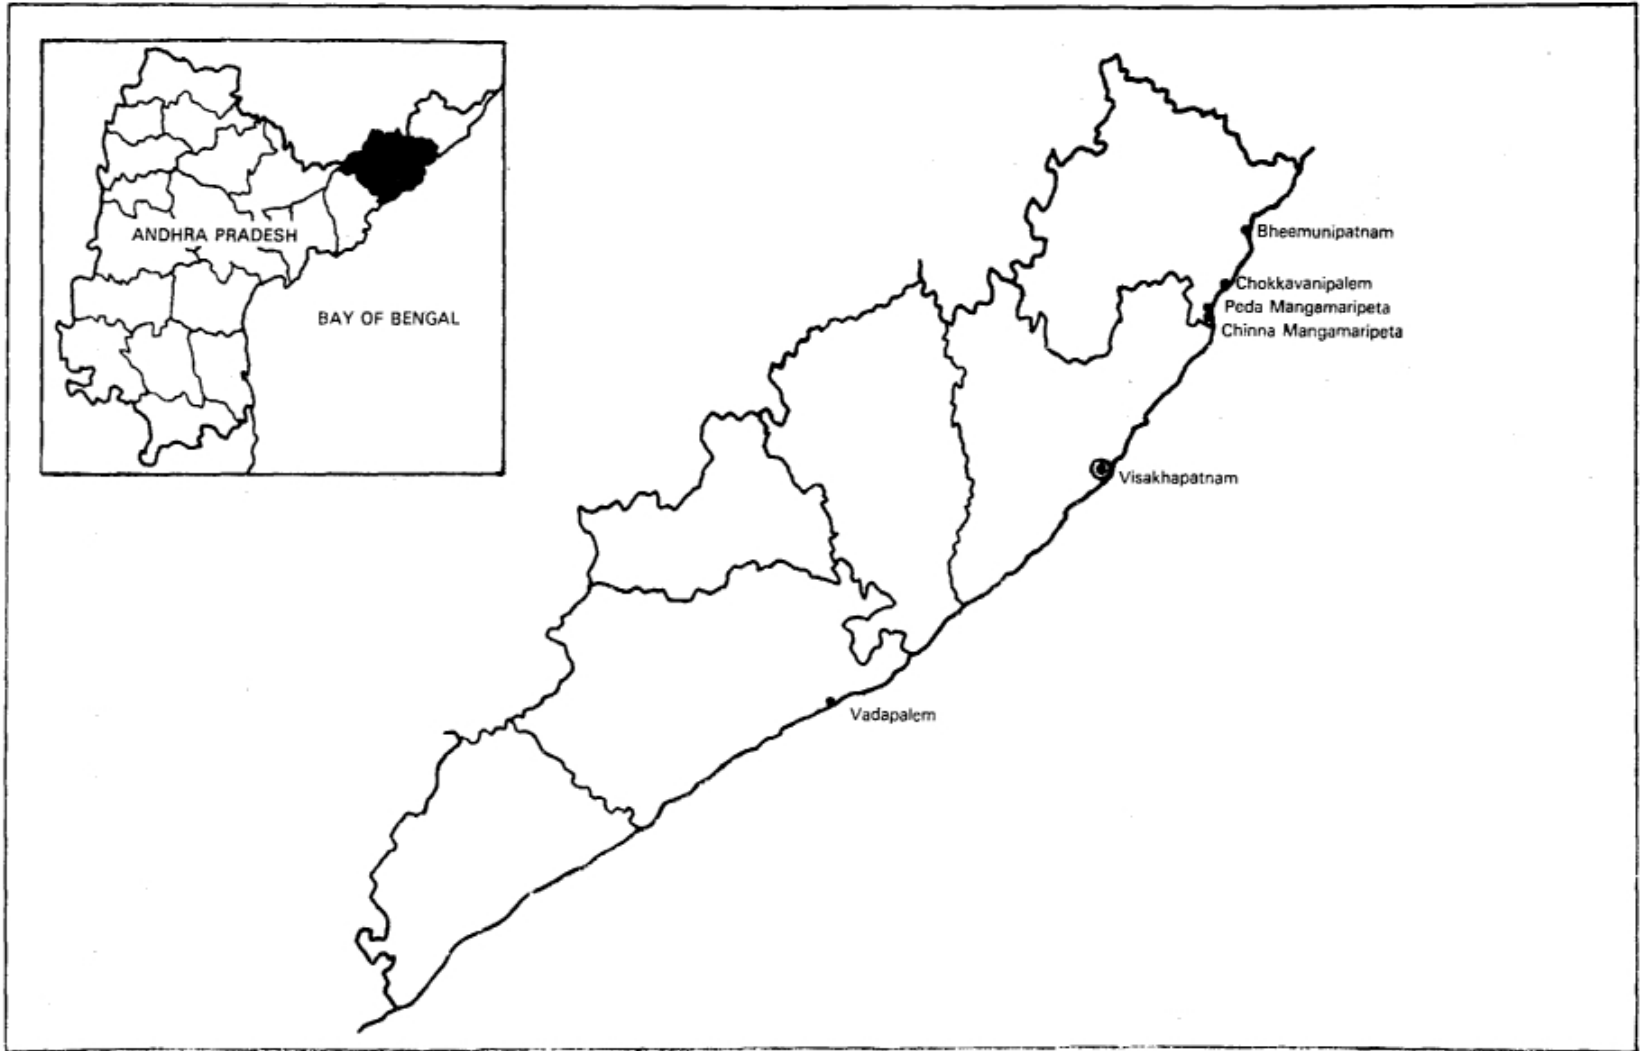 ANDHRA PRADESH
BAY OF BENGAL
Bheemunipatnam
Chokkavanipalem
Peda Mangamaripeta
Chinna Mangamaripeta
Visakhapatnam
Vadapalem